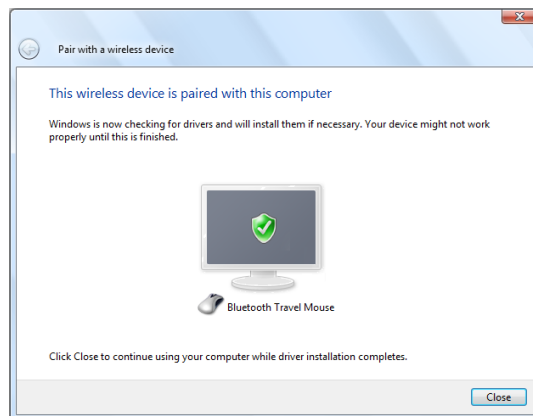 Pair with a wireless device
This wireless device is paired with this computer
Windows is now checking for drivers and will install them if necessary. Your device might not work
properly until this is finished.
Bluetooth Travel Mouse
Click Close to continue using your computer while driver installation completes.
Close